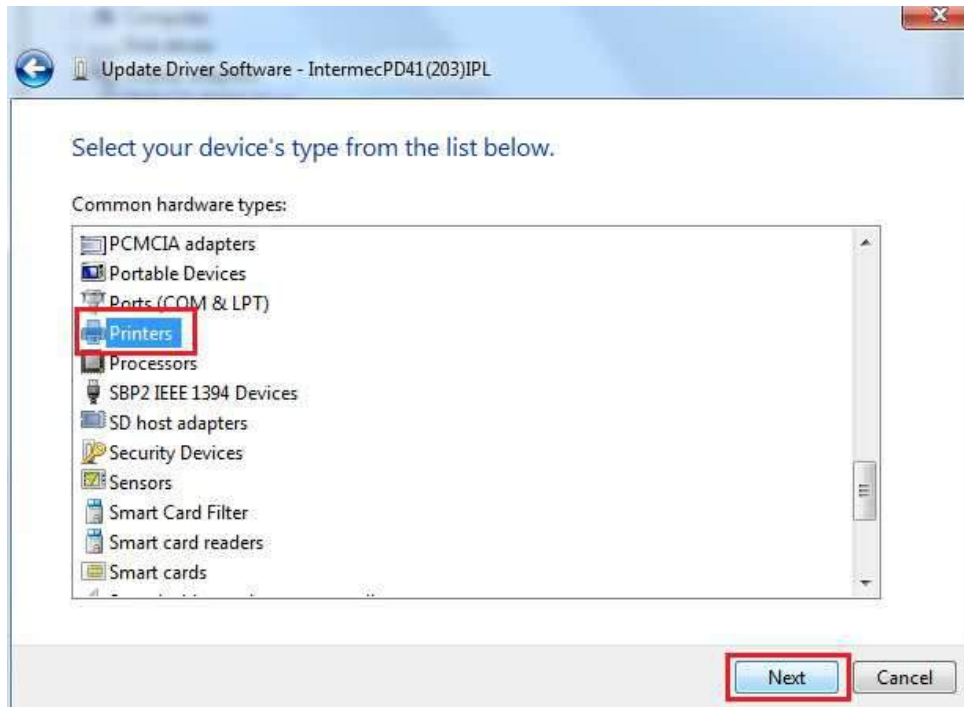 Update Driver Software - IntermecPD41(203)IPL
Select your device's type from the list below.
Common hardware types:
PCMCIA adapters
Portable Devices
Ports (COM & LPT)
Printers
Processors
SBP2 IEEE 1394 Devices
SD host adapters
Security Devices
Sensors
Smart Card Filter
Smart card readers
Smart cards
Next
Cancel